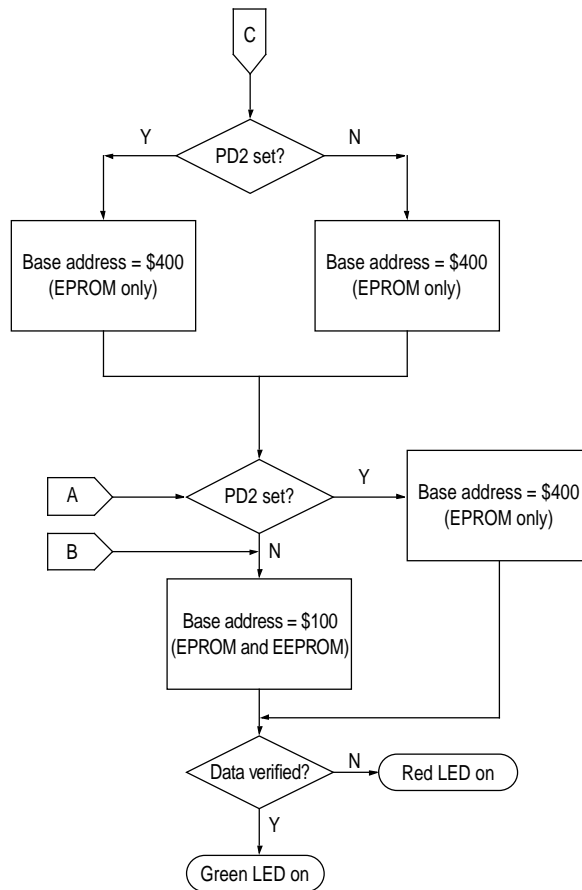 C
Y
PD2 set?
N
Base address = $400
(EPROM only)
Base address = $400
(EPROM only)
A
PD2 set?
Y
Base address = $400
(EPROM only)
B
N
Base address = $100
(EPROM and EEPROM)
Data verified?
N
Red LED on
Y
Green LED on